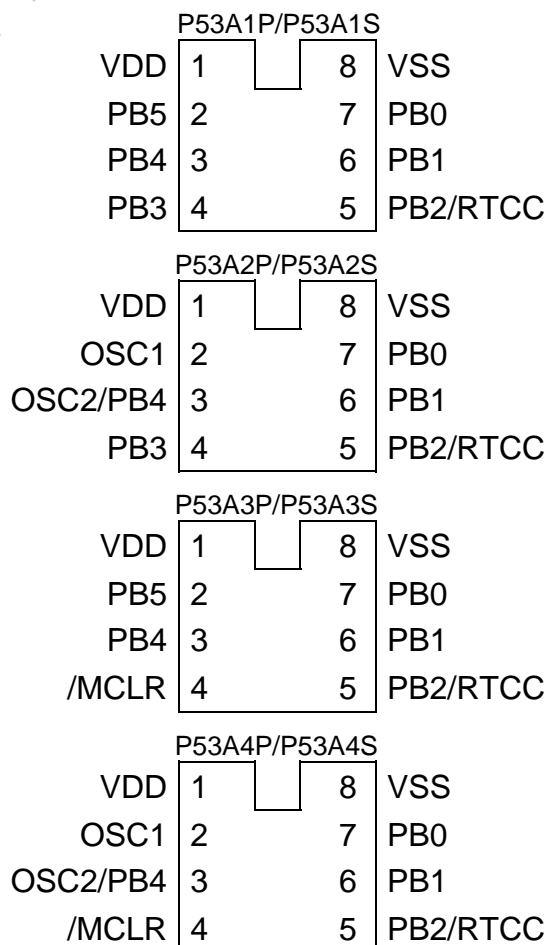 P53A1P/P53A1S
VDD 1 8 VSS
PB5 2 7 PB0
PB4 3 6 PB1
PB3 4 5 PB2/RTCC
P53A2P/P53A2S
VDD 1 8 VSS
OSC1 2 7 PB0
OSC2/PB4 3 6 PB1
PB3 4 5 PB2/RTCC
P53A3P/P53A3S
VDD 1 8 VSS
PB5 2 7 PB0
PB4 3 6 PB1
/MCLR 4 5 PB2/RTCC
P53A4P/P53A4S
VDD 1 8 VSS
OSC1 2 7 PB0
OSC2/PB4 3 6 PB1
/MCLR 4 5 PB2/RTCC